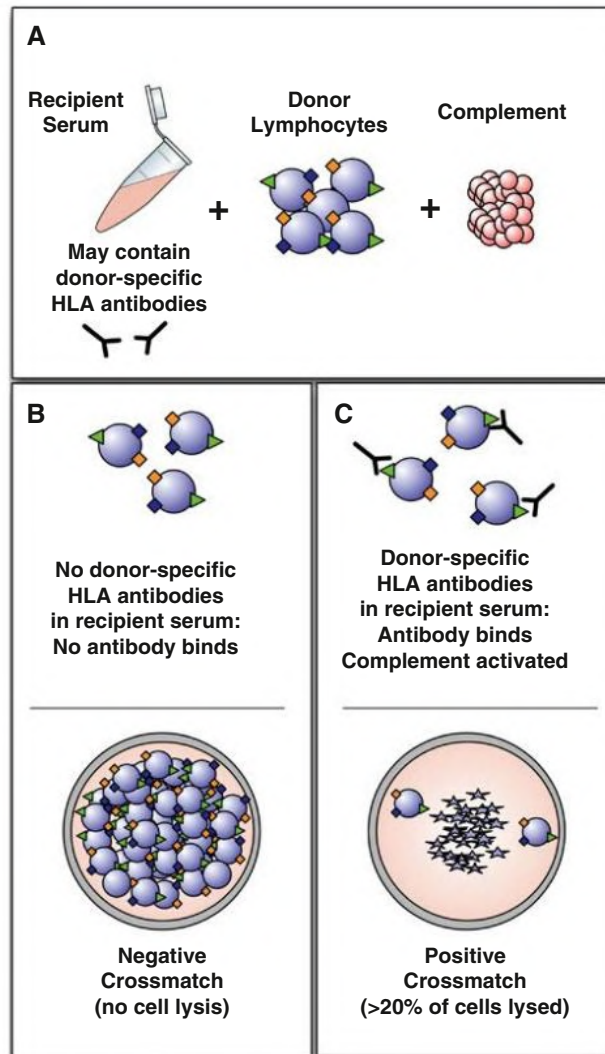 A
Recipient
Serum
Donor
Lymphocytes
Complement
+
+
May contain
donor-specific
HLA antibodies
B
No donor-specific
HLA antibodies
in recipient serum:
No antibody binds
Negative
Crossmatch
(no cell lysis)
C
Donor-specific
HLA antibodies
in recipient serum:
Antibody binds
Complement activated
Positive
Crossmatch
(>20% of cells lysed)